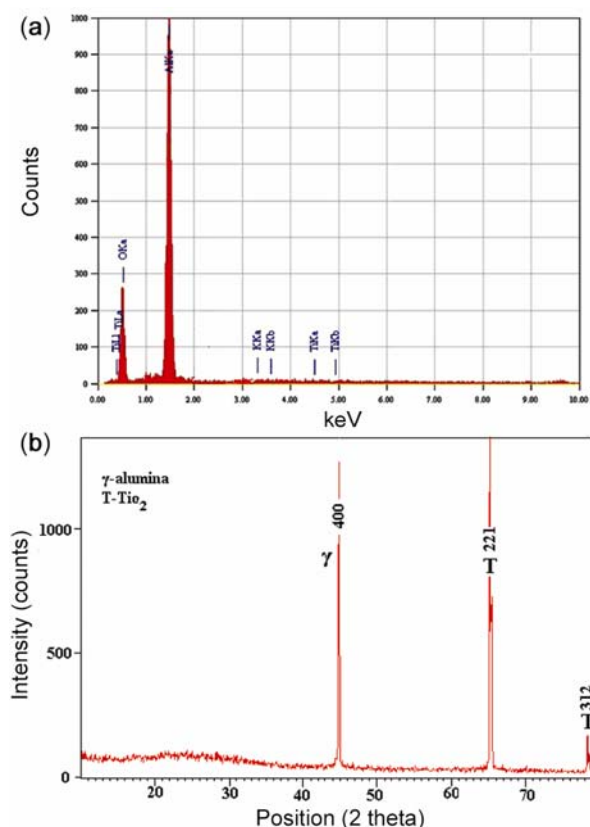 (a)
1000
900
800
700
600
500
400
300
200
100
0
Counts
AlKa
OKa
TiLl
TiLa
KKa
KKb
TiKa
TiKb
0.00 1.00 2.00 3.00 4.00 5.00 6.00 7.00 8.00 9.00 10.00
keV
(b)
γ-alumina
T-Tio2
1000
500
0
Intensity (counts)
γ
400
T 221
T 312
20 30 40 50 60 70
Position (2 theta)